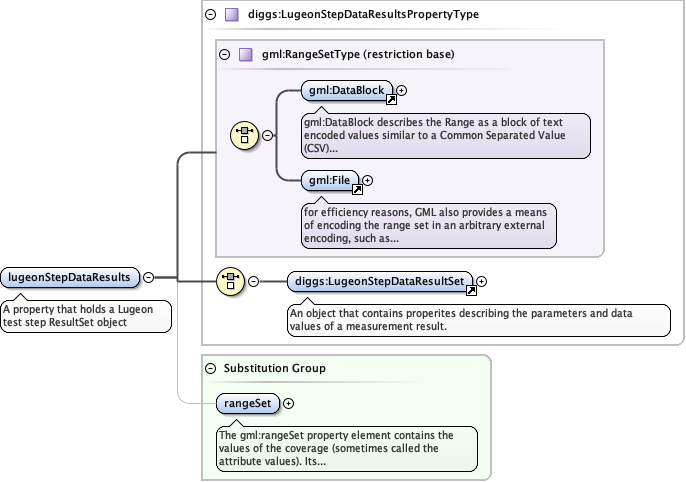 diggs:LugeonStepDataResultsPropertyType
gml:RangeSetType (restriction base)
gml:DataBlock
gml:DataBlock describes the Range as a block of text
encoded values similar to a Common Separated Value
(CSV)...
gml:File
for efficiency reasons, GML also provides a means
of encoding the range set in an arbitrary external
encoding, such as...
lugeonStepDataResults
A property that holds a Lugeon
test step ResultSet object
diggs:LugeonStepDataResultSet
An object that contains properites describing the parameters and data
values of a measurement result.
Substitution Group
rangeSet
The gml:rangeSet property element contains the
values of the coverage (sometimes called the
attribute values). Its...